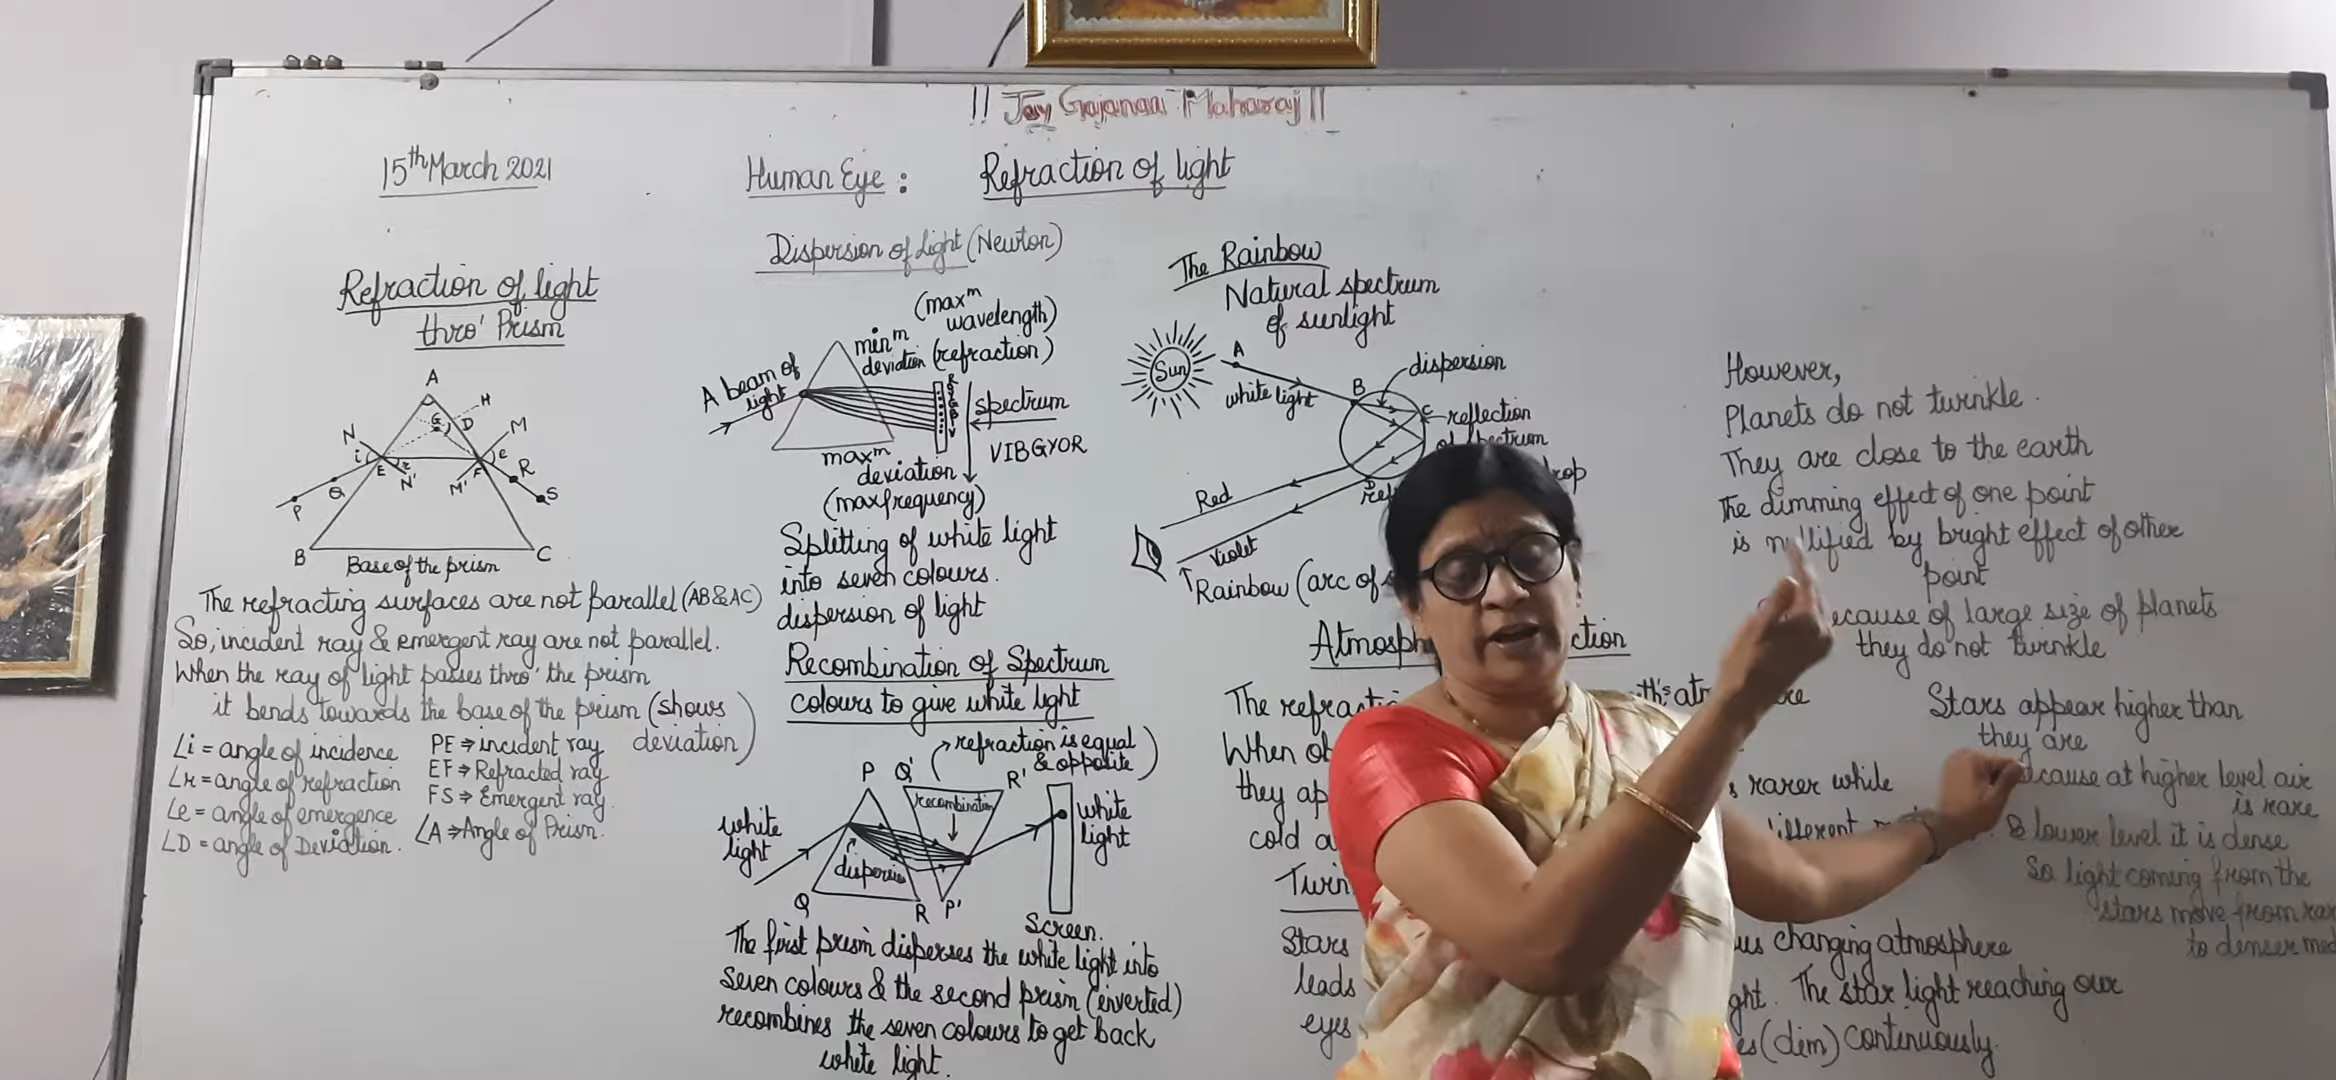 !! Jay Gajanan Maharaj !!
15th March 2021
Human Eye :
Refraction of light
Refraction of light
thro' Prism
A
H
G
D
N
M
i
E
r
F
e
R
N'
M'
Q
S
P
B
C
Base of the prism
The refracting surfaces are not parallel (AB & AC)
So, incident ray & emergent ray are not parallel.
When the ray of light passes thro' the prism
it bends towards the base of the prism (shows
deviation)
∠i = angle of incidence
∠r = angle of refraction
∠e = angle of emergence
∠D = angle of Deviation.
PE ⇒ incident ray
EF ⇒ Refracted ray
FS ⇒ Emergent ray.
∠A ⇒ Angle of Prism.
Dispersion of Light (Newton)
(maxm
wavelength)
minm
deviation (refraction)
A beam of
light
R
V
spectrum
VIBGYOR
maxm
deviation
(max frequency)
Splitting of white light
into seven colours.
dispersion of light
Recombination of Spectrum
colours to give white light
(refraction is equal
& opposite)
P
Q'
R'
recombination
white
light
dispersion
Q
R
P'
white
light
Screen.
The first prism disperses the white light into
seven colours & the second prism (inverted)
recombines the seven colours to get back
white light.
The Rainbow
Natural spectrum
of sunlight
Sun
A
white light
B
dispersion
C
reflection
of spectrum
D
Red
Violet
Rainbow (arc of
The
When
they
cold
Stars
leads
eyes
rarer while
different
changing atmosphere
The star light reaching our
(dim) continuously.
However,
Planets do not twinkle.
They are close to the earth
The dimming effect of one point
is nullified by bright effect of other
point
of large size of planets
they do not twinkle
Stars appear higher than
they are
at higher level air
is rare
& lower level it is dense
So light coming from the
stars move from
to denser